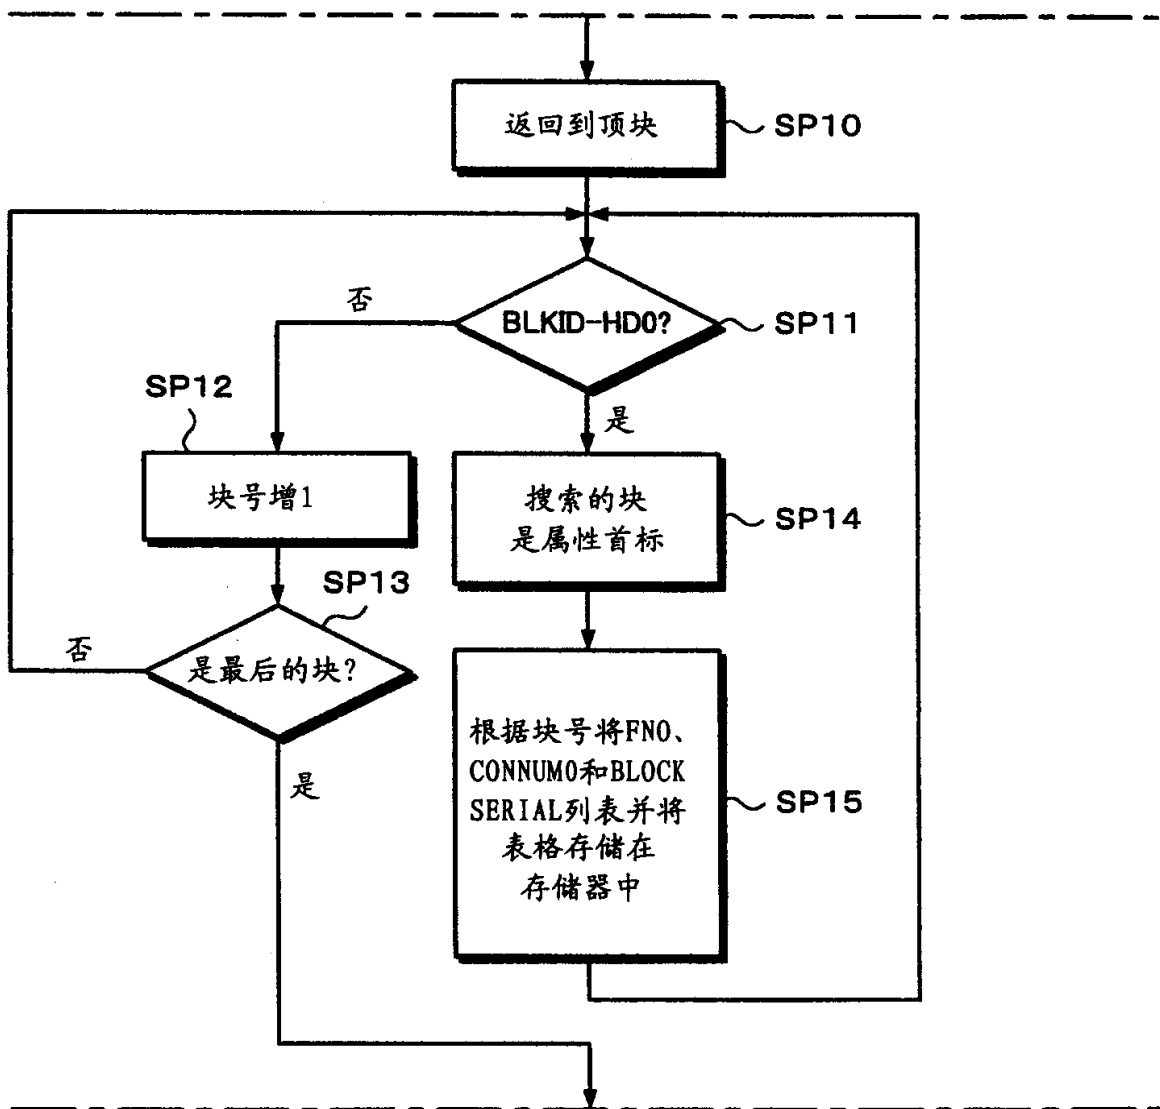 返回到顶块
SP10
否
BLKID-HD0?
SP11
SP12
是
块号增1
搜索的块
是属性首标
SP14
SP13
否
是最后的块?
根据块号将FN0、
CONNUM0和BLOCK
SERIAL列表并将
表格存储在
存储器中
SP15
是